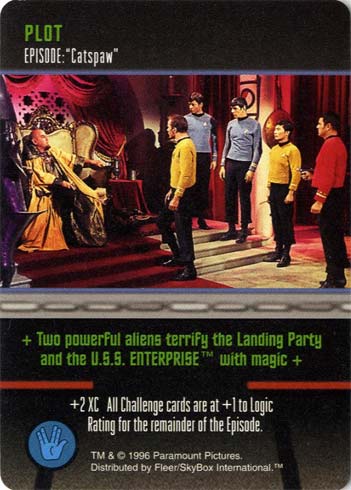 PLOT
EPISODE: "Catspaw"
+ Two powerful aliens terrify the Landing Party
and the U.S.S. ENTERPRISE™ with magic +
+2 XC All Challenge cards are at +1 to Logic
Rating for the remainder of the Episode.
TM & © 1996 Paramount Pictures.
Distributed by Fleer/SkyBox International.™